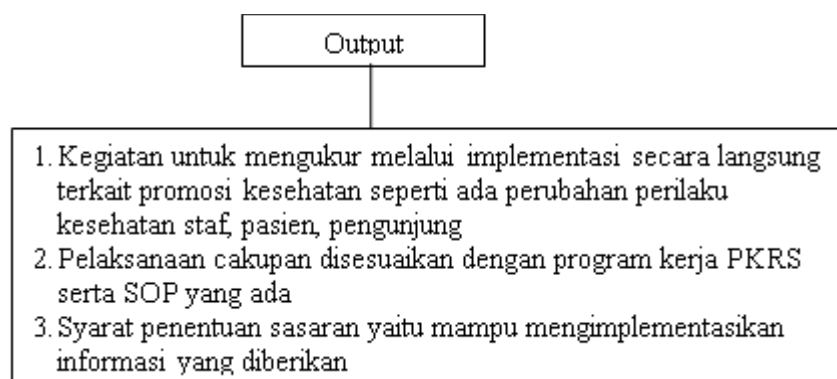 Output
1. Kegiatan untuk mengukur melalui implementasi secara langsung
terkait promosi kesehatan seperti ada perubahan perilaku
kesehatan staf, pasien, pengunjung
2. Pelaksanaan cakupan disesuaikan dengan program kerja PKRS
serta SOP yang ada
3. Syarat penentuan sasaran yaitu mampu mengimplementasikan
informasi yang diberikan